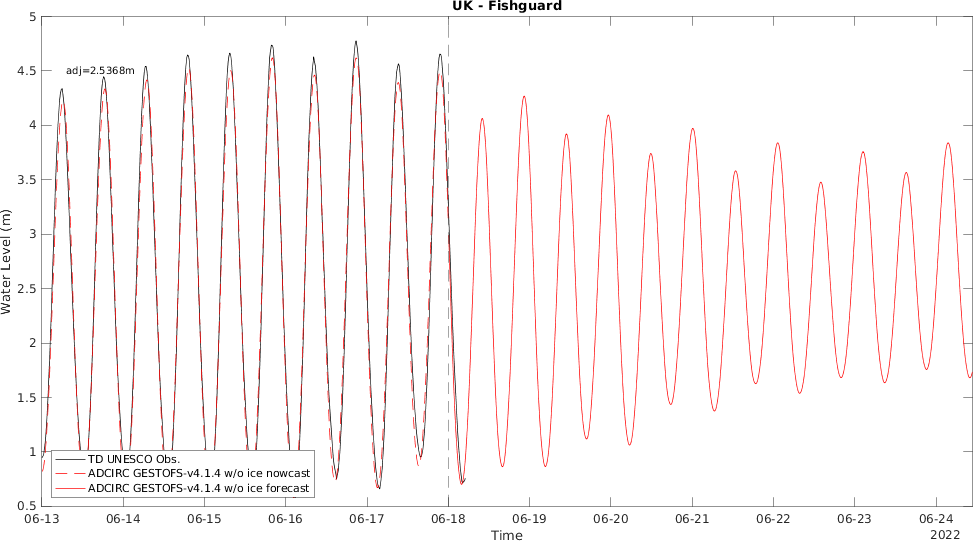 UK - Fishguard
5
4.5
4
3.5
3
2.5
2
1.5
1
0.5
Water Level (m)
adj=2.5368m
TD UNESCO Obs.
ADCIRC GESTOFS-v4.1.4 w/o ice nowcast
ADCIRC GESTOFS-v4.1.4 w/o ice forecast
06-13 06-14 06-15 06-16 06-17 06-18 06-19 06-20 06-21 06-22 06-23 06-24
2022
Time